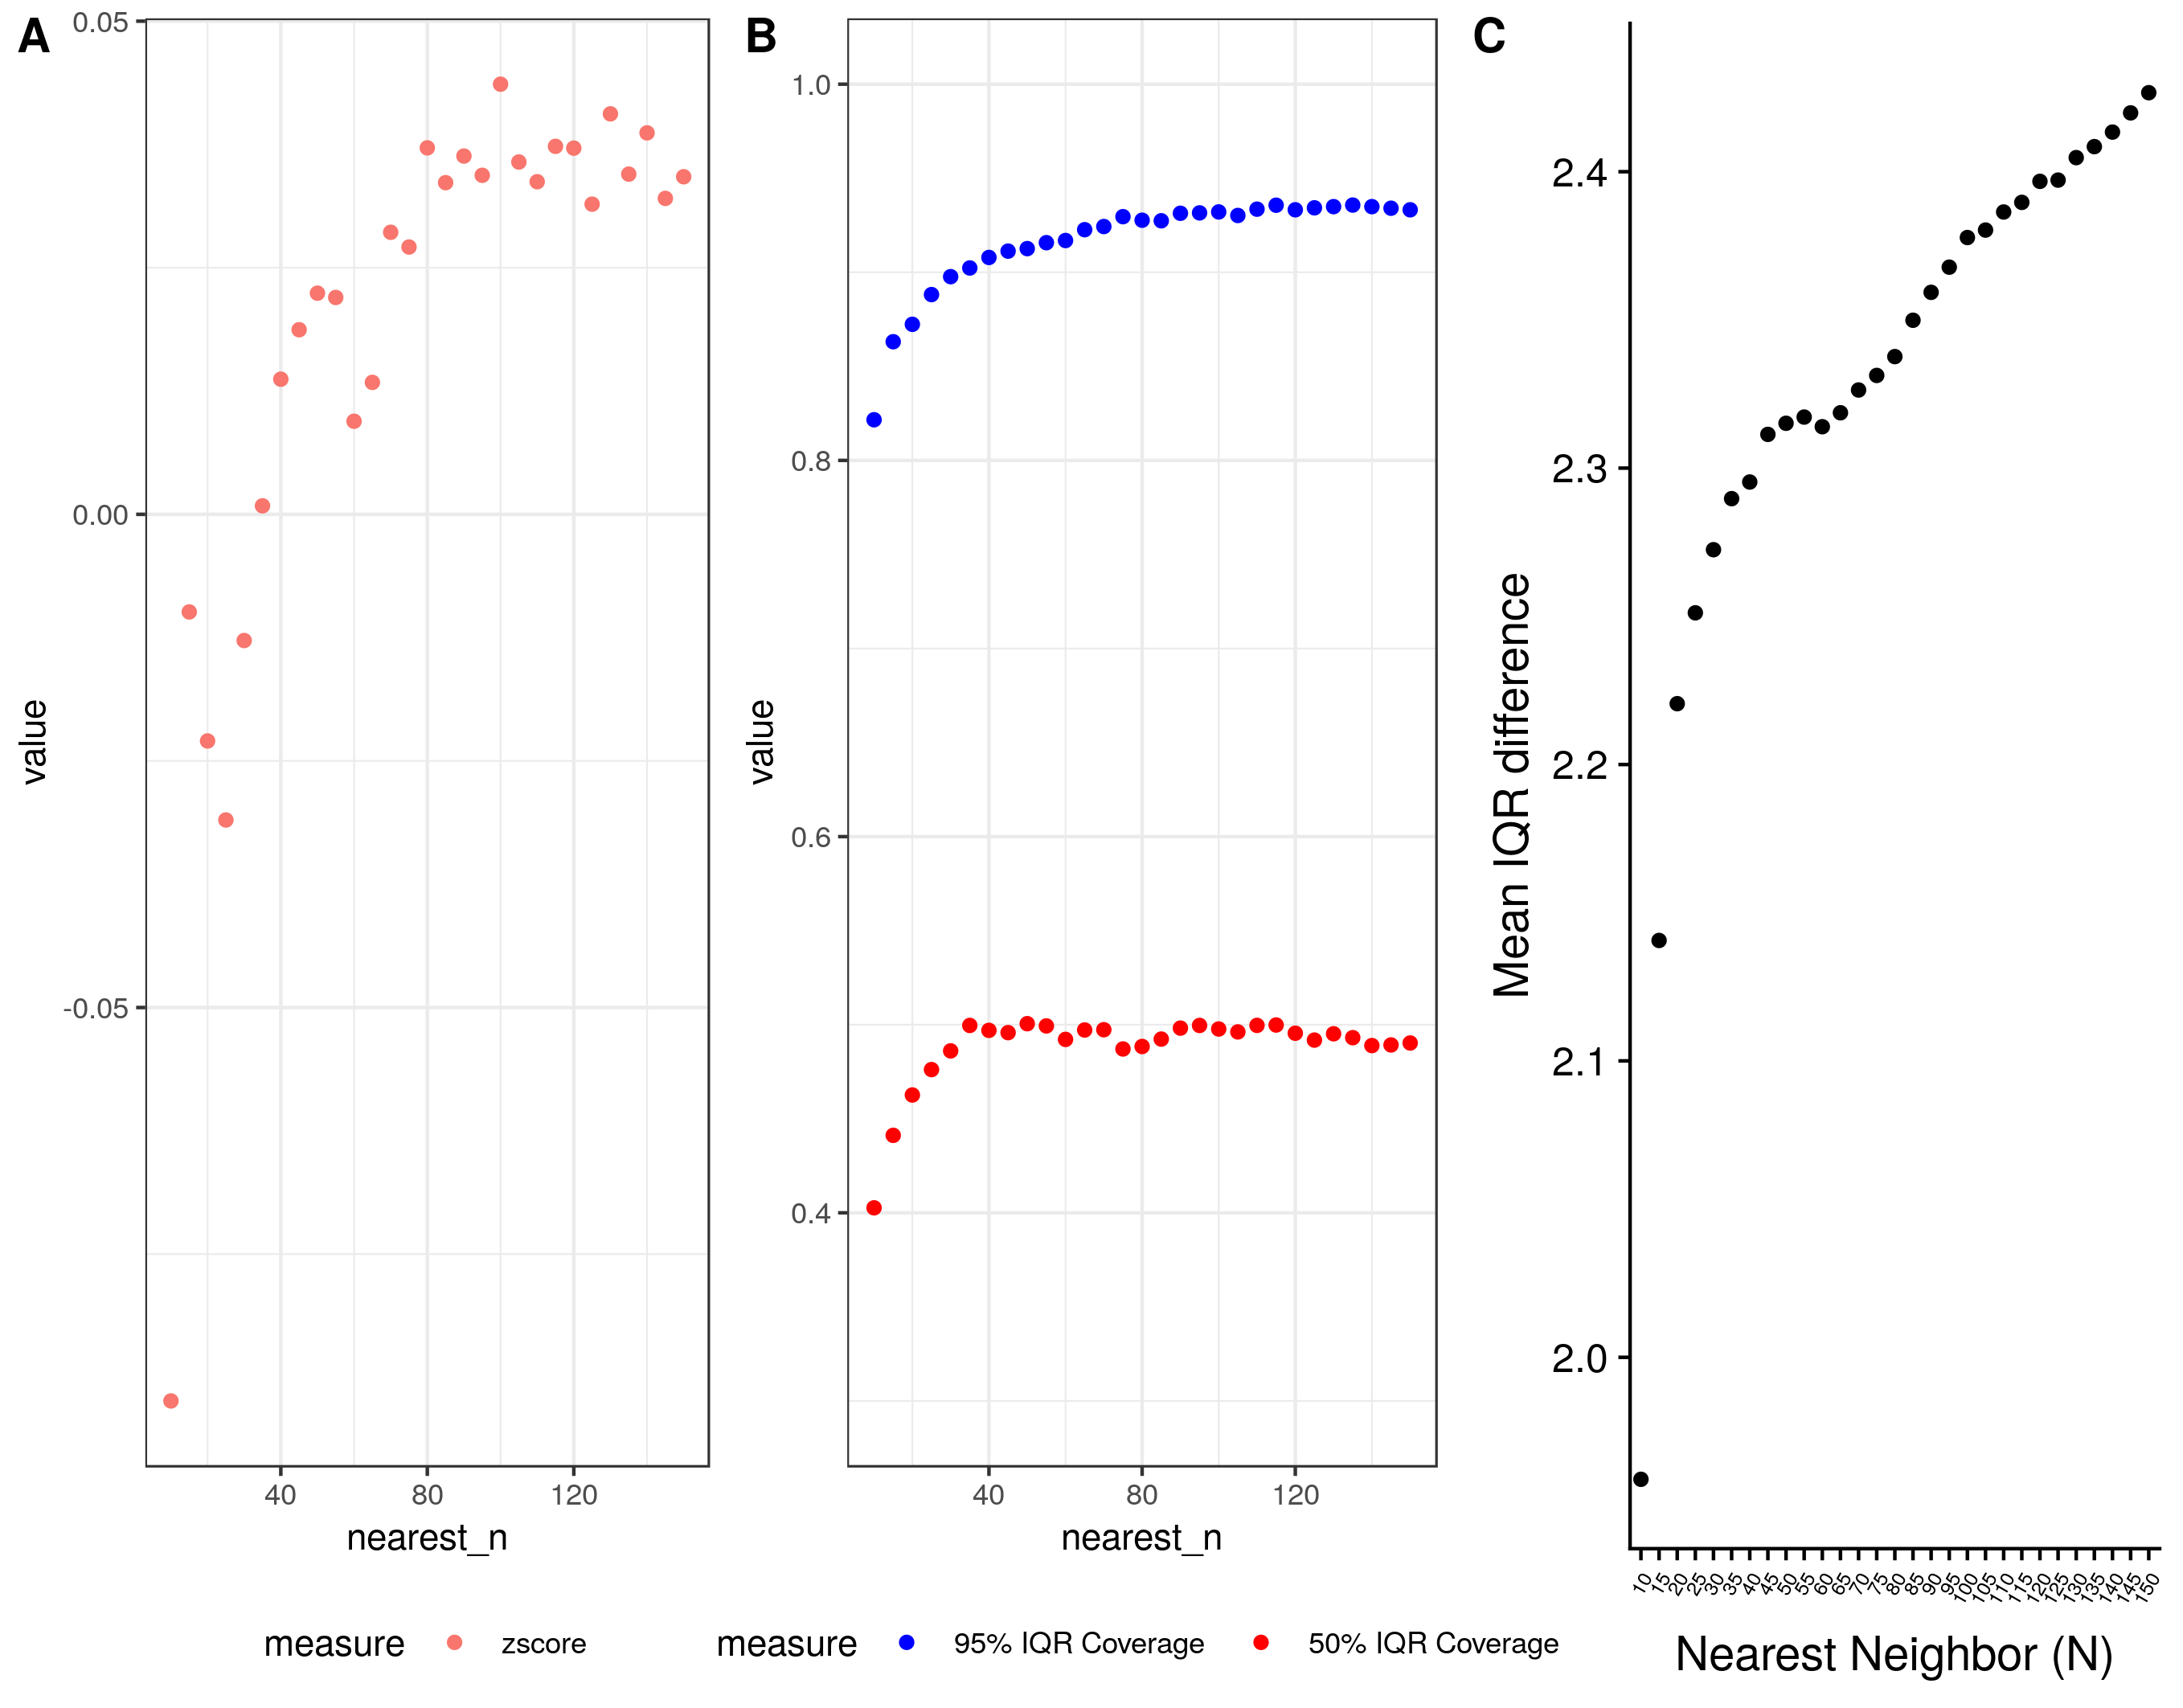 A
0.05
0.00
-0.05
value
40 80 120
nearest_n
measure zscore
B
1.0
0.8
0.6
0.4
value
40 80 120
nearest_n
measure 95% IQR Coverage 50% IQR Coverage
C
2.4
2.3
2.2
2.1
2.0
Mean IQR difference
10 15 20 25 30 35 40 45 50 55 60 65 70 75 80 85 90 95 100 105 110 115 120 125 130 135 140 145 150
Nearest Neighbor (N)